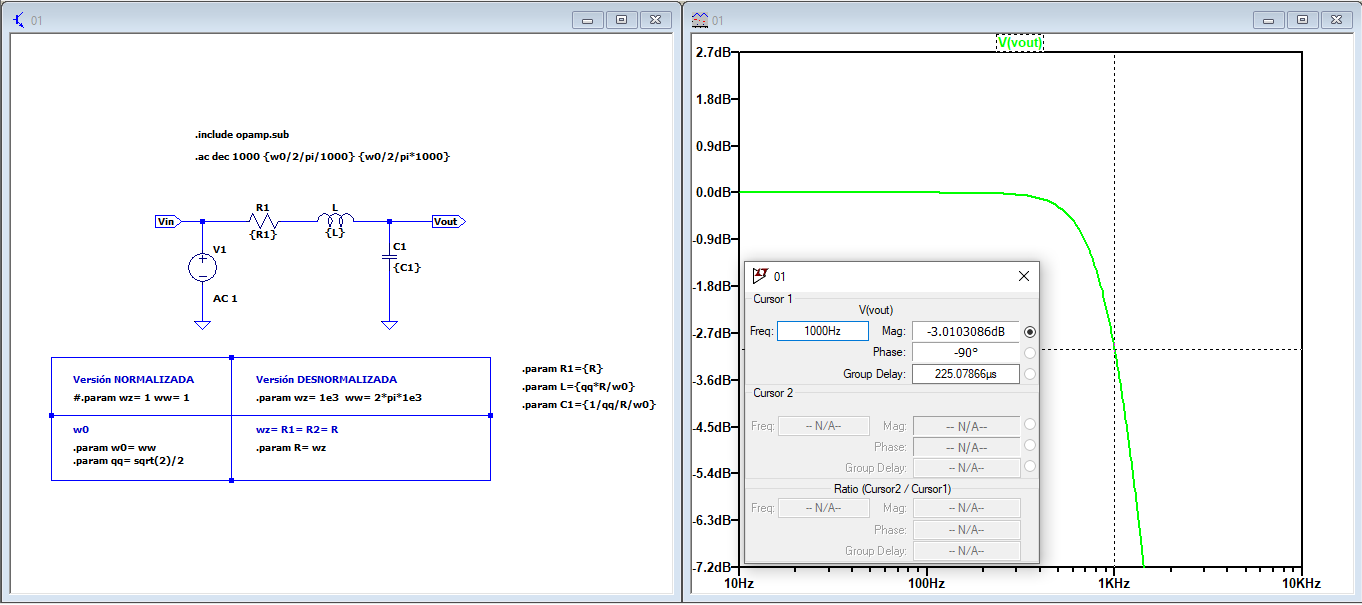 01
.include opamp.sub
.ac dec 1000 {w0/2/pi/1000} {w0/2/pi*1000}
R1
L
Vin
Vout
{R1}
{L}
V1
C1
{C1}
AC 1
Versión NORMALIZADA
#.param wz= 1 ww= 1
Versión DESNORMALIZADA
.param wz= 1e3 ww= 2*pi*1e3
w0
.param w0= ww
.param qq= sqrt(2)/2
wz= R1= R2= R
.param R= wz
.param R1={R}
.param L={qq*R/w0}
.param C1={1/qq/R/w0}
01
V(vout)
2.7dB
1.8dB
0.9dB
0.0dB
-0.9dB
-1.8dB
-2.7dB
-3.6dB
-4.5dB
-5.4dB
-6.3dB
-7.2dB
10Hz
100Hz
1KHz
10KHz
01
Cursor 1
V(vout)
Freq: 1000Hz Mag: -3.0103086dB
Phase: -90°
Group Delay: 225.07866µs
Cursor 2
Freq: -- N/A-- Mag: -- N/A--
Phase: -- N/A--
Group Delay: -- N/A--
Ratio (Cursor2 / Cursor1)
Freq: -- N/A-- Mag: -- N/A--
Phase: -- N/A--
Group Delay: -- N/A--